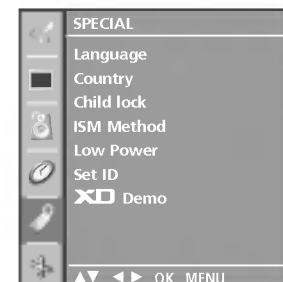 SPECIAL
Language
Country
Child lock
ISM Method
Low Power
Set ID
XD Demo
▲▼ ◀ ▶ OK MENU